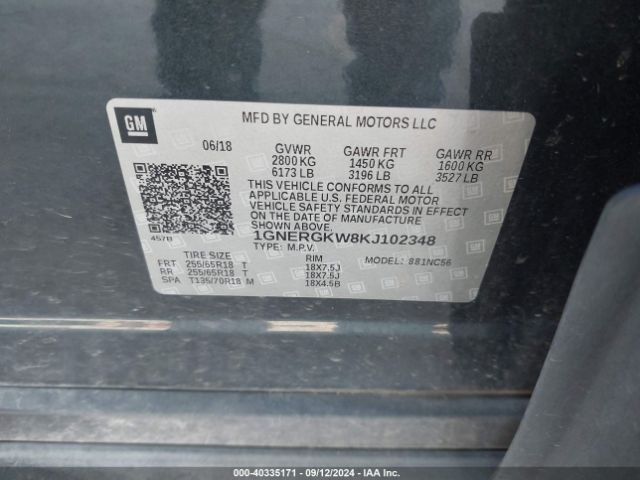 GM
MFD BY GENERAL MOTORS LLC
06/18 GVWR GAWR FRT GAWR RR
2800 KG 1450 KG 1600 KG
6173 LB 3196 LB 3527 LB
THIS VEHICLE CONFORMS TO ALL
APPLICABLE U.S. FEDERAL MOTOR
VEHICLE SAFETY STANDARDS IN EFFECT
ON THE DATE OF MANUFACTURE
SHOWN ABOVE.
457U
1GNERGKW8KJ102348
TYPE: M.P.V. MODEL: 881NC56
TIRE SIZE RIM
FRT 255/65R18 T 18X7.5J
RR 255/65R18 T 18X7.5J
SPA T135/70R18 M 18X4.5B
000-40335171 - 09/12/2024 - IAA Inc.